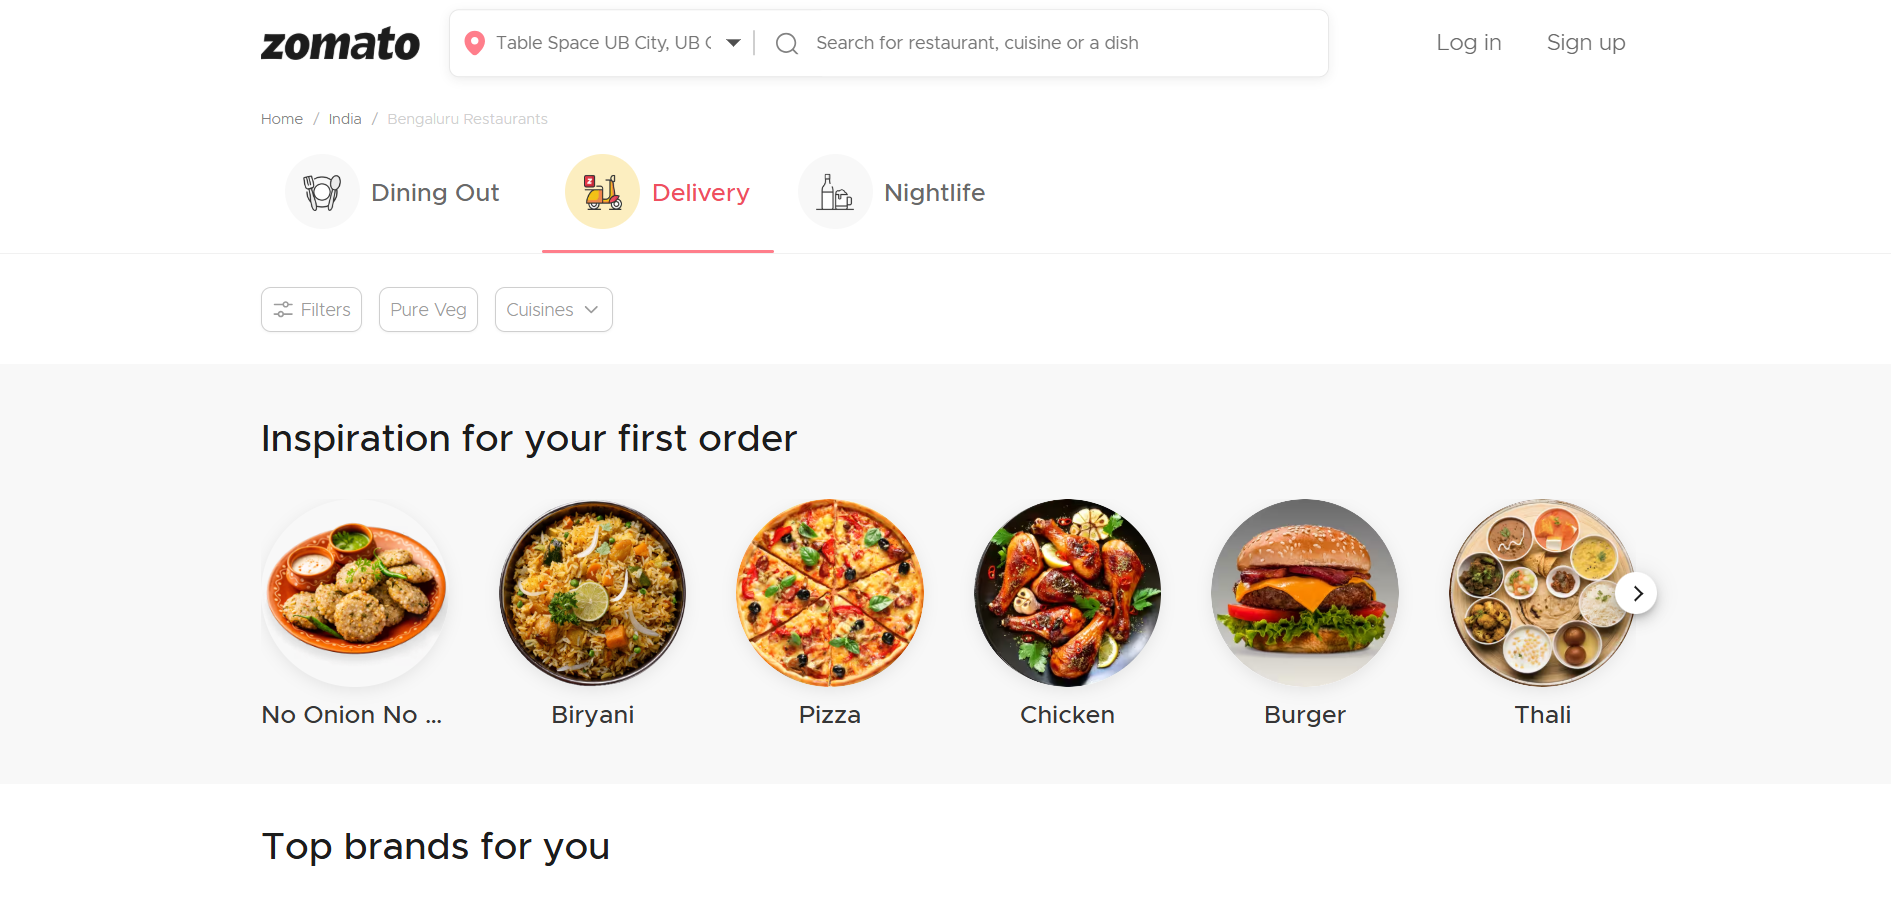 zomato
Table Space UB City, UB C
Search for restaurant, cuisine or a dish
Log in
Sign up
Home / India / Bengaluru Restaurants
Dining Out
Delivery
Nightlife
Filters
Pure Veg
Cuisines
Inspiration for your first order
No Onion No ...
Biryani
Pizza
Chicken
Burger
Thali
Top brands for you